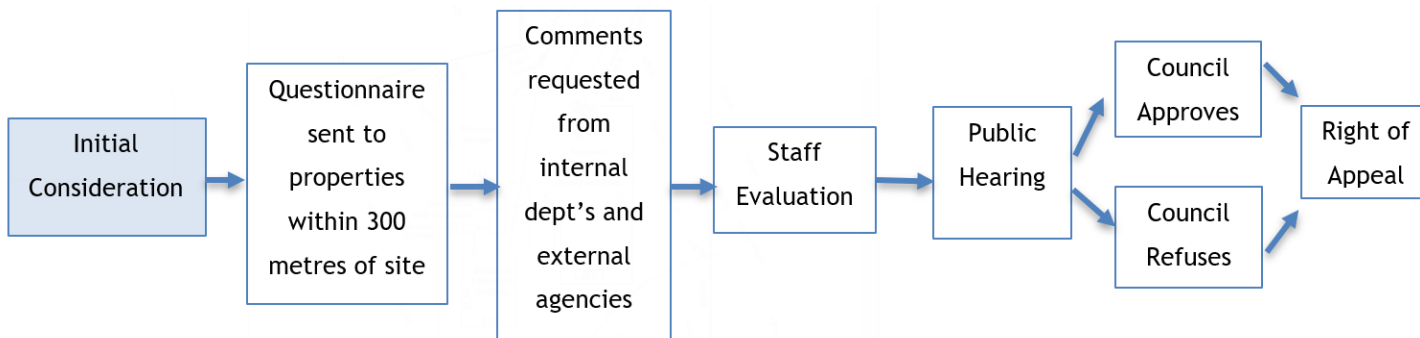 Initial
Consideration
Questionnaire
sent to
properties
within 300
metres of site
Comments
requested
from
internal
dept’s and
external
agencies
Staff
Evaluation
Public
Hearing
Council
Approves
Council
Refuses
Right of
Appeal